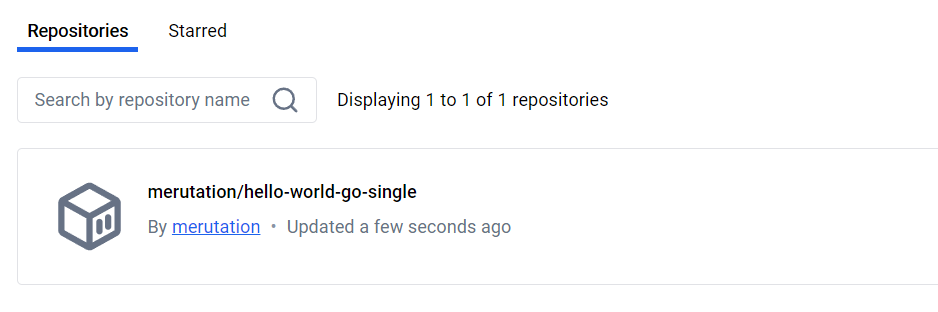 Repositories Starred
Search by repository name Displaying 1 to 1 of 1 repositories
merutation/hello-world-go-single
By merutation • Updated a few seconds ago